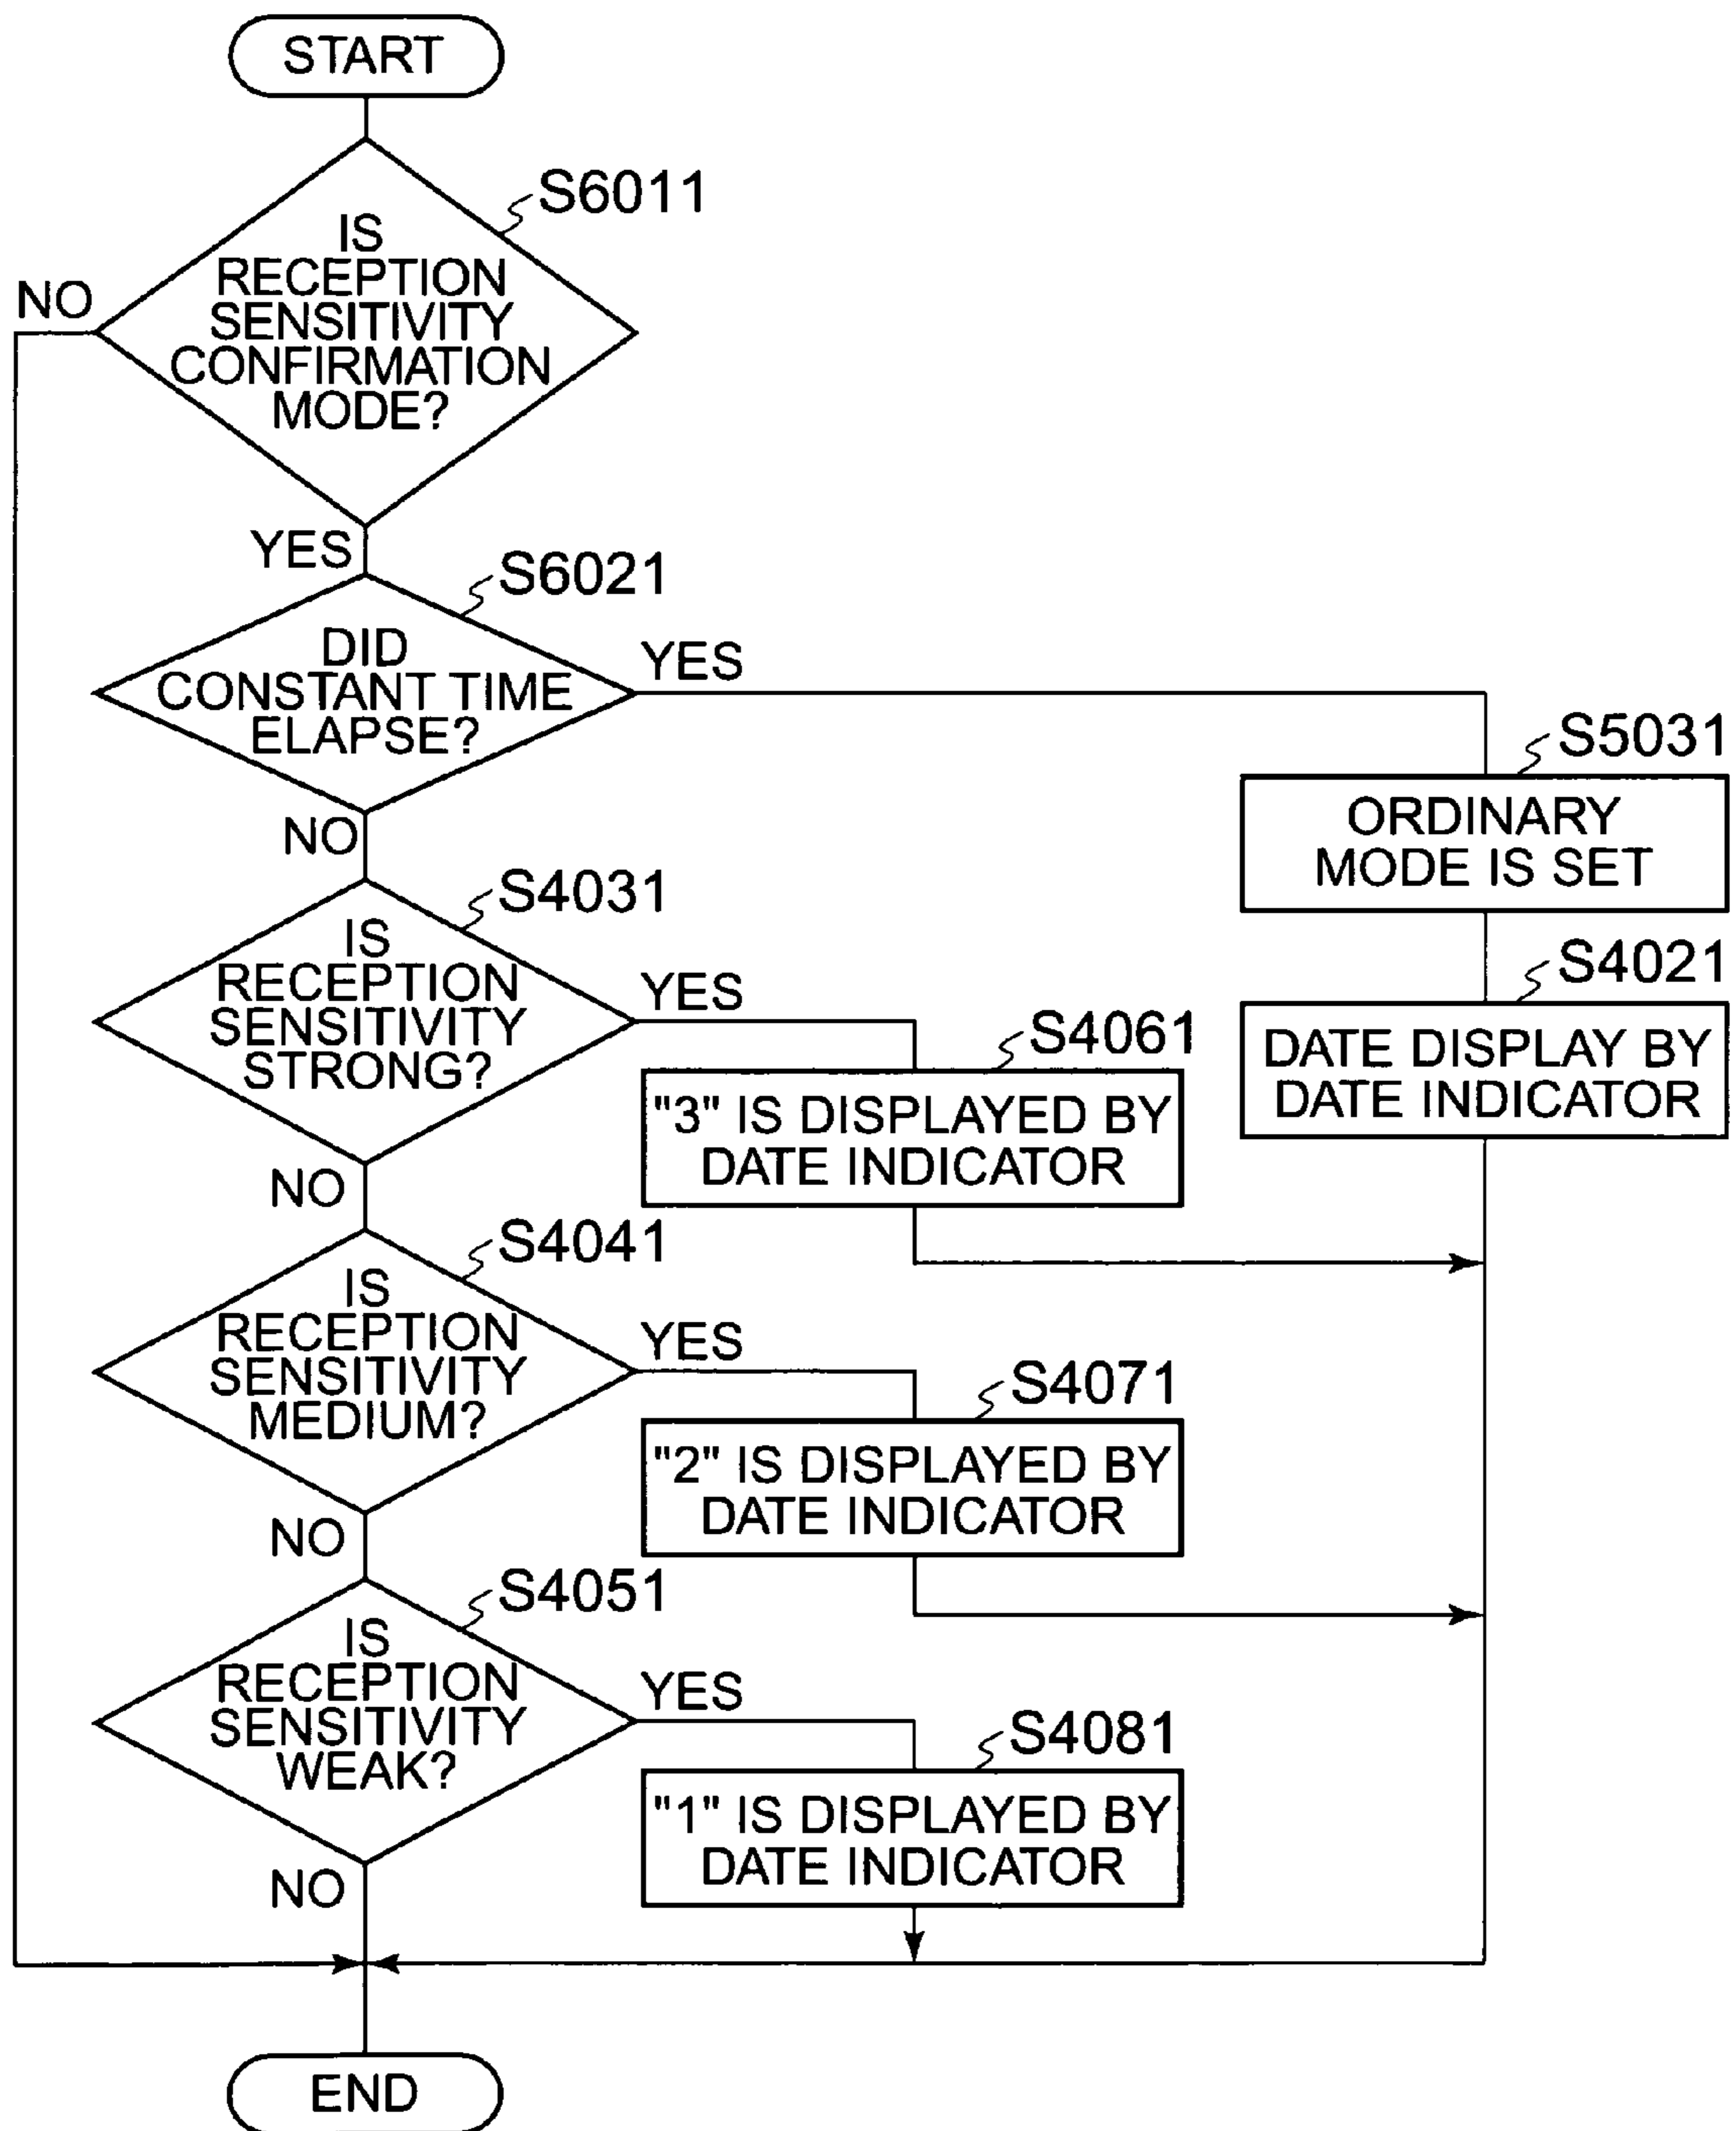 START
S6011
IS
RECEPTION
SENSITIVITY
CONFIRMATION
MODE?
NO
YES
S6021
DID
CONSTANT TIME
ELAPSE?
YES
NO
S5031
ORDINARY
MODE IS SET
S4021
DATE DISPLAY BY
DATE INDICATOR
S4031
IS
RECEPTION
SENSITIVITY
STRONG?
YES
NO
S4061
"3" IS DISPLAYED BY
DATE INDICATOR
S4041
IS
RECEPTION
SENSITIVITY
MEDIUM?
YES
NO
S4071
"2" IS DISPLAYED BY
DATE INDICATOR
S4051
IS
RECEPTION
SENSITIVITY
WEAK?
YES
NO
S4081
"1" IS DISPLAYED BY
DATE INDICATOR
END